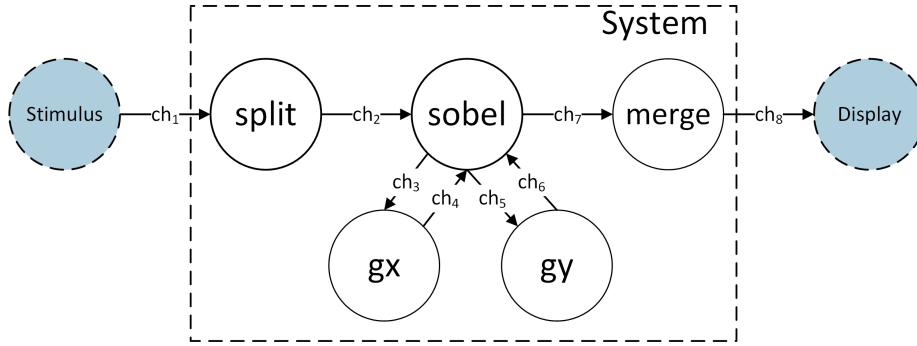 System
Stimulus
ch₁
split
ch₂
sobel
ch₇
merge
ch₈
Display
ch₃
ch₄
ch₅
ch₆
gx
gy